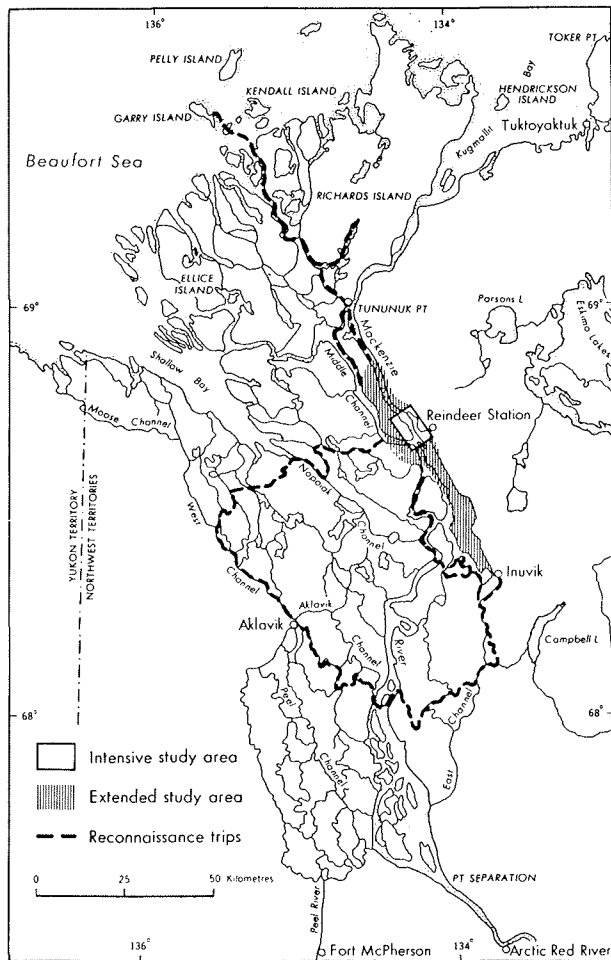 136°
134°
TOKER PT
PELLY ISLAND
Bay
KENDALL ISLAND
HENDRICKSON
ISLAND
GARRY ISLAND
Tuktoyaktuk
Kugmallit
Beaufort Sea
RICHARDS ISLAND
ELLICE
ISLAND
69°
69°
Parsons L
Eskimo Lakes
TUNUNUK PT
Mackenzie
Shallow Bay
Middle
Channel
Moose Channel
Reindeer Station
Napoiak
Channel
West
Channel
YUKON TERRITORY
NORTHWEST TERRITORIES
Inuvik
Aklavik
Aklavik
Channel
River
Campbell L
Peel
Channel
68°
68°
East
Channel
Intensive study area
Extended study area
Reconnaissance trips
0 25 50 Kilometres
PT SEPARATION
Peel River
136°
134°
Fort McPherson
Arctic Red River